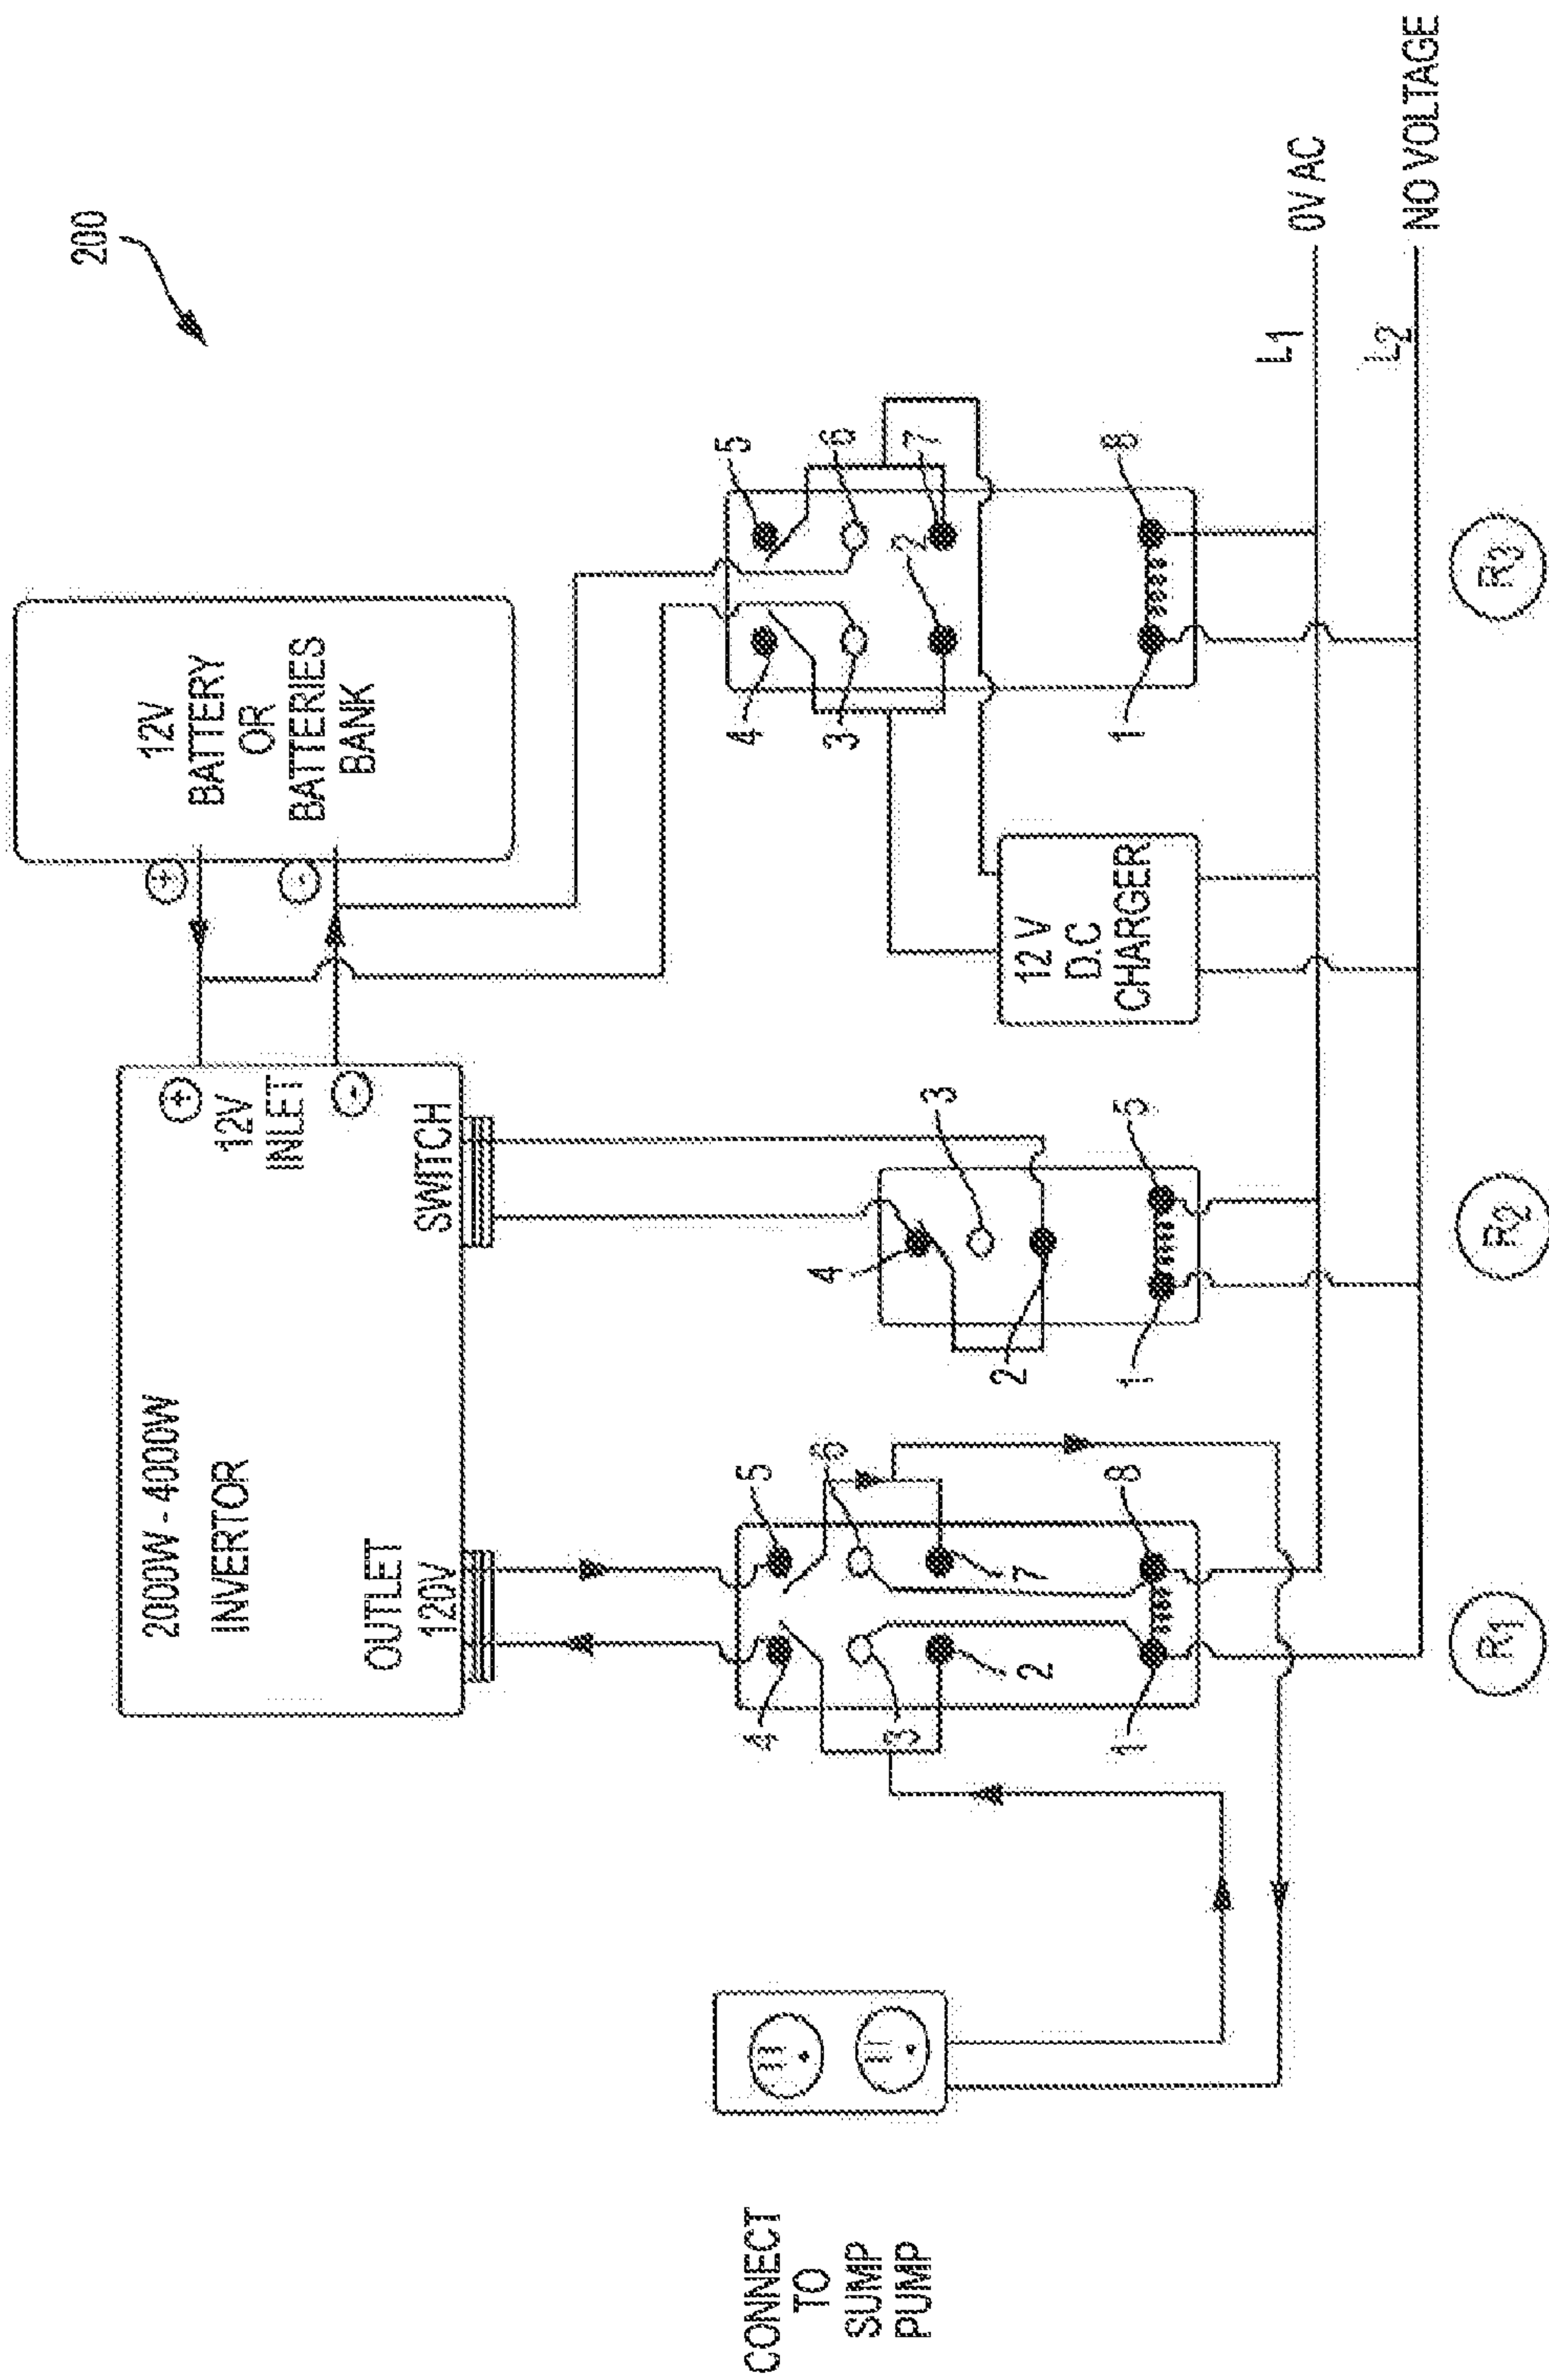 200
12V
BATTERY
OR
BATTERIES
BANK
+
-
2000W - 4000W
INVERTOR
+
12V
INLET
-
SWITCH
OUTLET
120V
5
6
7
2
4
3
8
1
L1
0V AC
L2
NO VOLTAGE
R3
12 V
D.C
CHARGER
3
4
2
5
1
R2
5
6
7
4
3
2
8
1
R1
CONNECT
TO
SUMP
PUMP